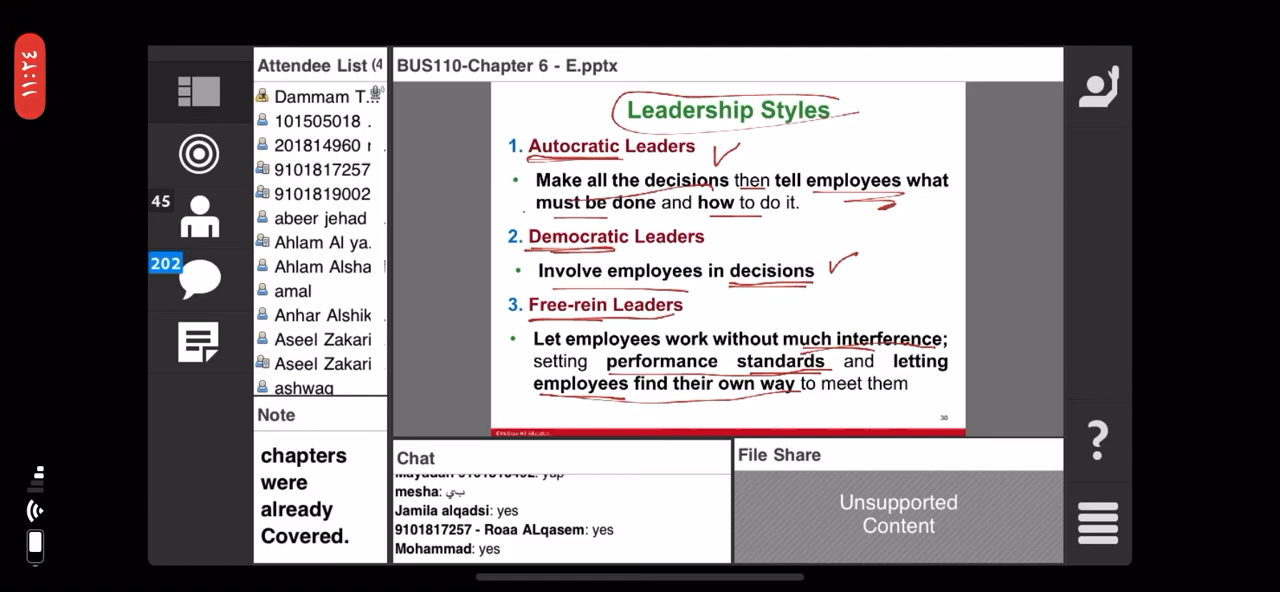 ٤٢:١١
Attendee List (4
Dammam T...
101505018 .
201814960 r
9101817257
9101819002
abeer jehad
Ahlam Al ya.
Ahlam Alsha
amal
Anhar Alshik
Aseel Zakari
Aseel Zakari
ashwaq
45
202
Note
chapters
were
already
Covered.
BUS110-Chapter 6 - E.pptx
Leadership Styles
1. Autocratic Leaders
• Make all the decisions then tell employees what
must be done and how to do it.
2. Democratic Leaders
• Involve employees in decisions
3. Free-rein Leaders
• Let employees work without much interference;
setting performance standards and letting
employees find their own way to meet them
30
Chat
yup
mesha: يب
Jamila alqadsi: yes
9101817257 - Roaa ALqasem: yes
Mohammad: yes
File Share
Unsupported
Content
?